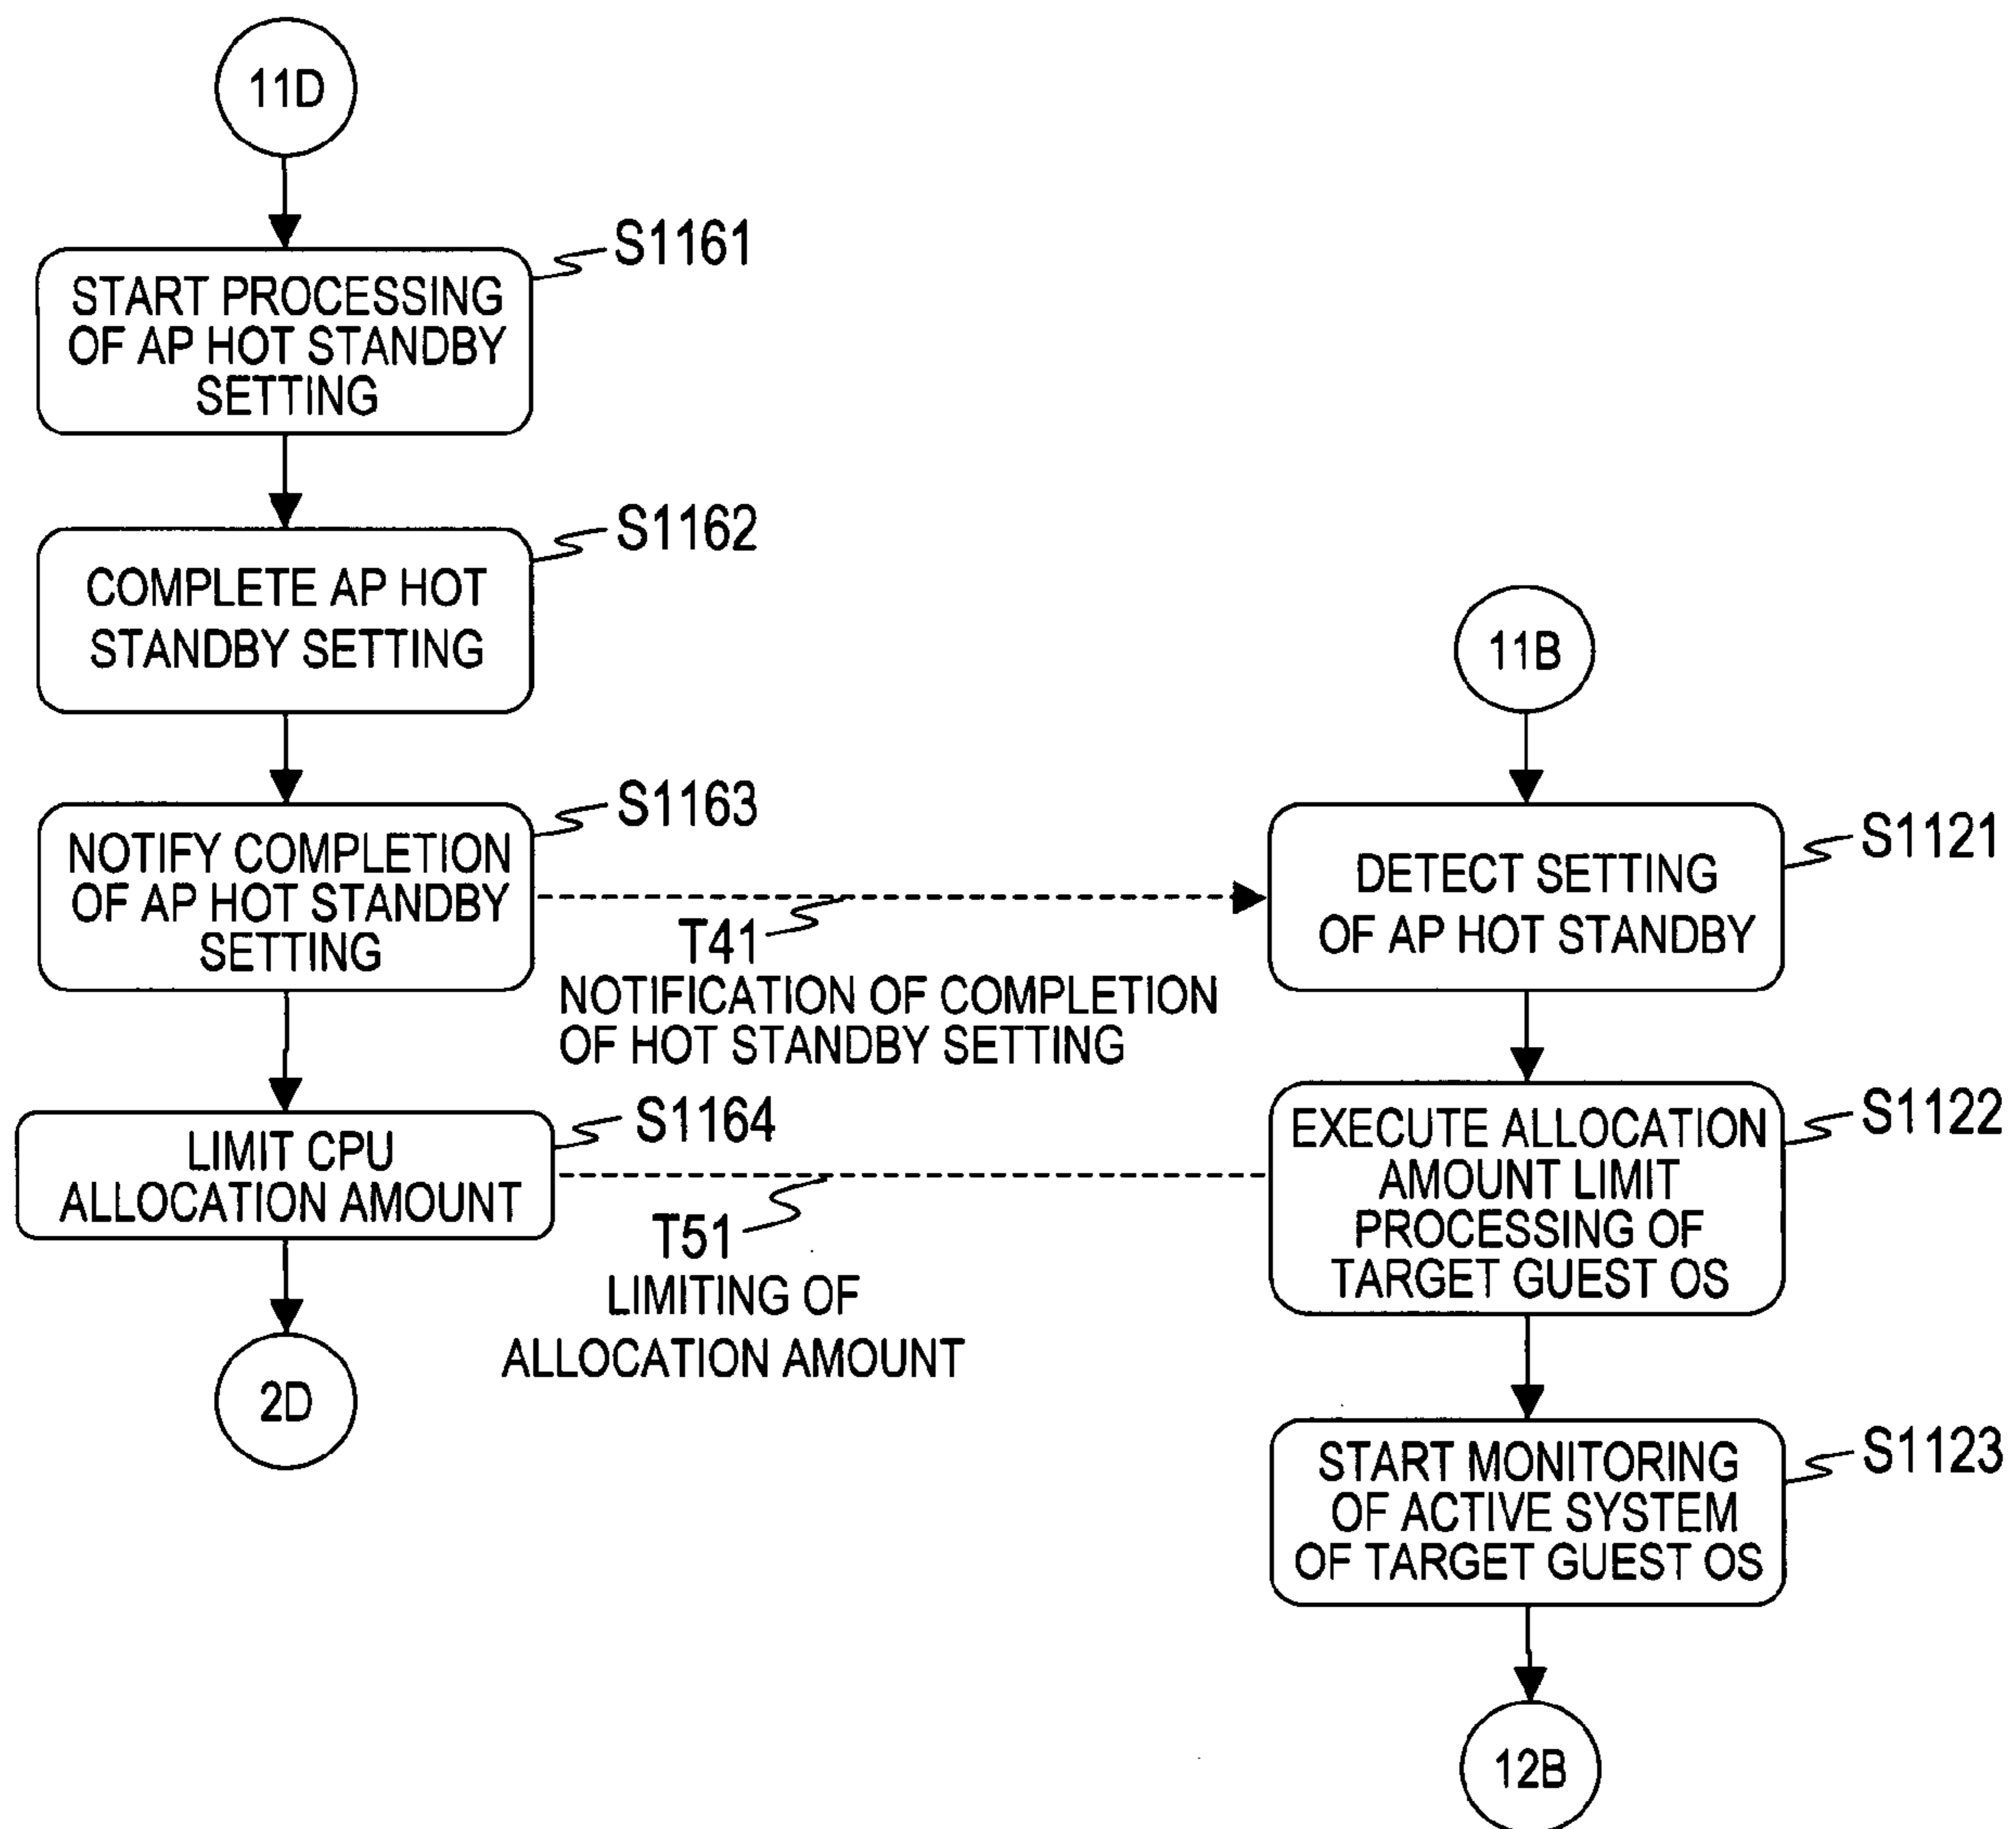 11D
S1161
START PROCESSING
OF AP HOT STANDBY
SETTING
S1162
COMPLETE AP HOT
STANDBY SETTING
S1163
NOTIFY COMPLETION
OF AP HOT STANDBY
SETTING
T41
NOTIFICATION OF COMPLETION
OF HOT STANDBY SETTING
S1164
LIMIT CPU
ALLOCATION AMOUNT
T51
LIMITING OF
ALLOCATION AMOUNT
2D
11B
S1121
DETECT SETTING
OF AP HOT STANDBY
S1122
EXECUTE ALLOCATION
AMOUNT LIMIT
PROCESSING OF
TARGET GUEST OS
S1123
START MONITORING
OF ACTIVE SYSTEM
OF TARGET GUEST OS
12B